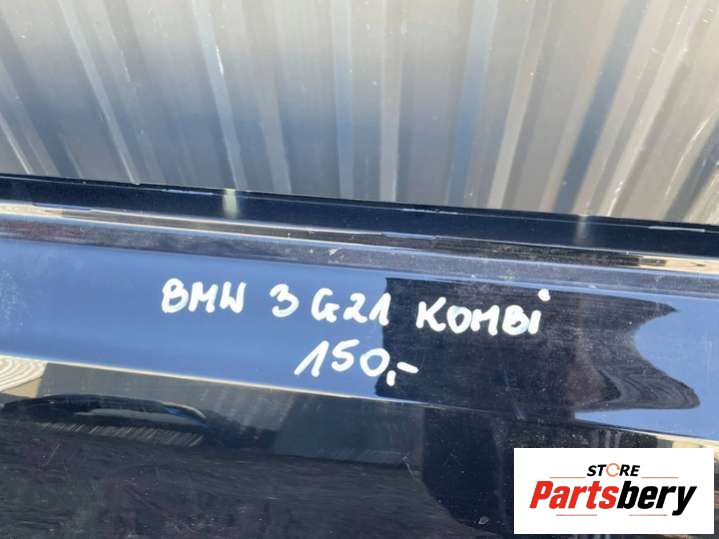 BMW 3 G21 KOMBi
150,-
STORE
Partsbery